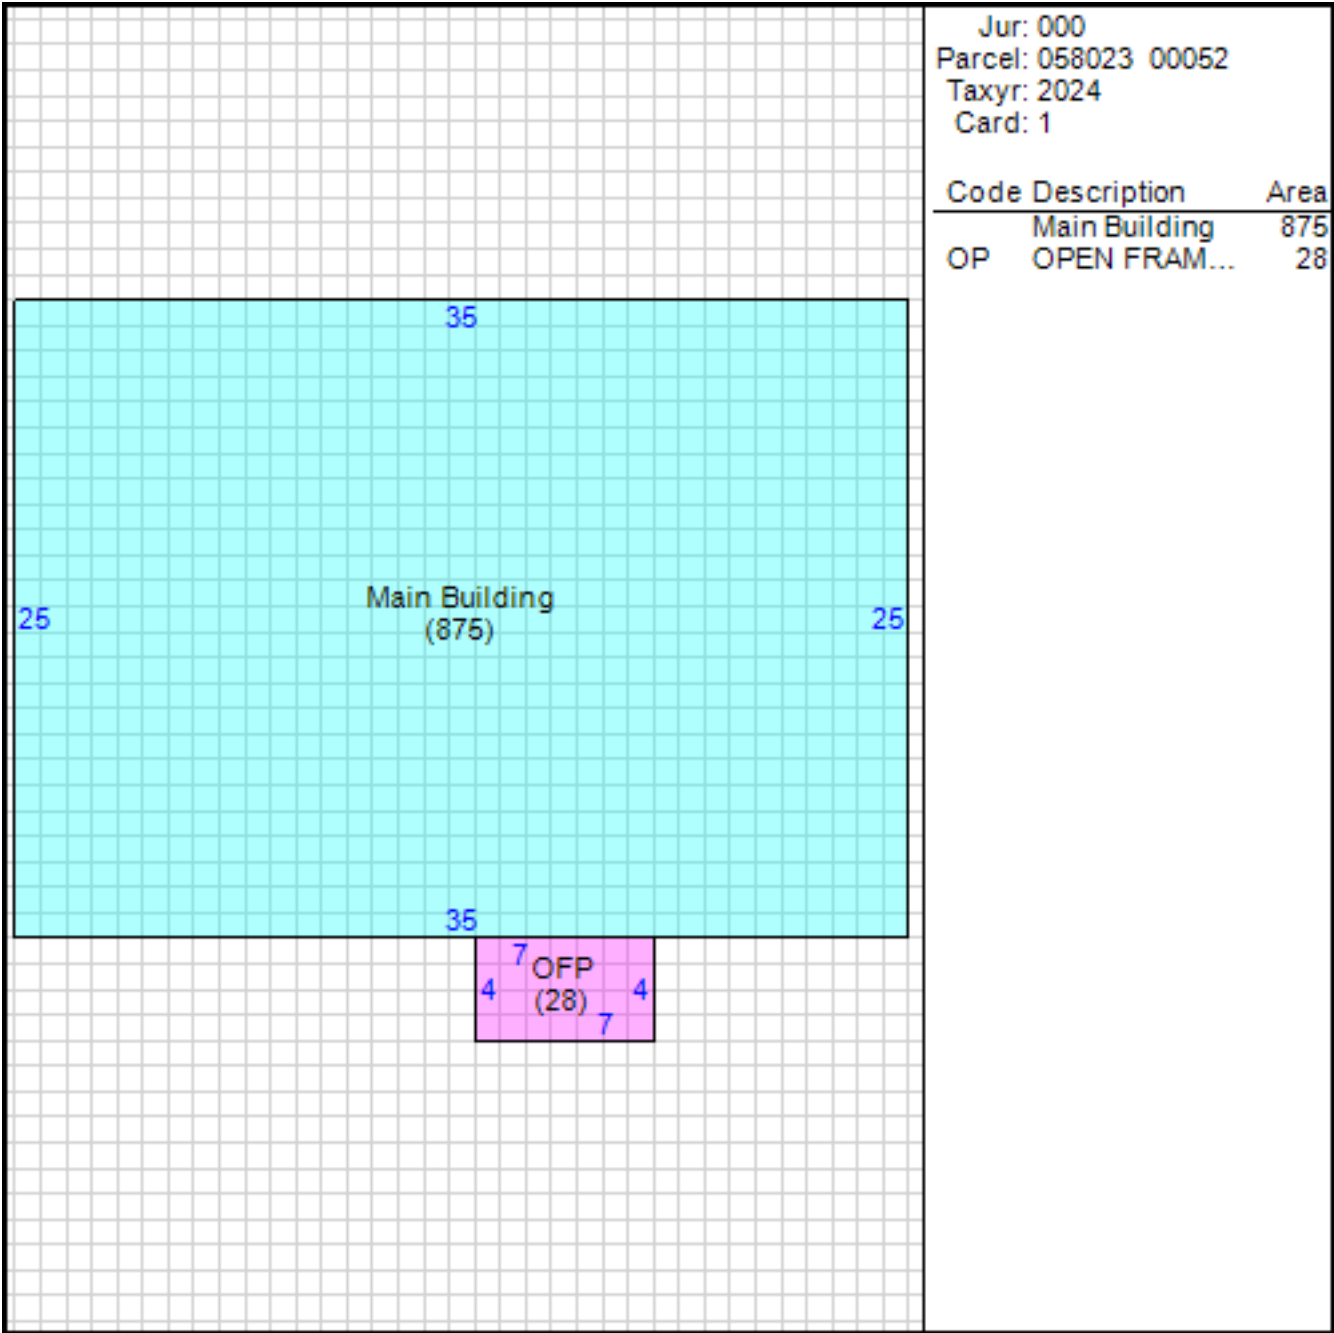 Jur: 000
Parcel: 058023 00052
Taxyr: 2024
Card: 1
Code Description Area
Main Building 875
OP OPEN FRAM... 28
35
25
Main Building
(875)
25
35
7
OFP
4
(28)
4
7